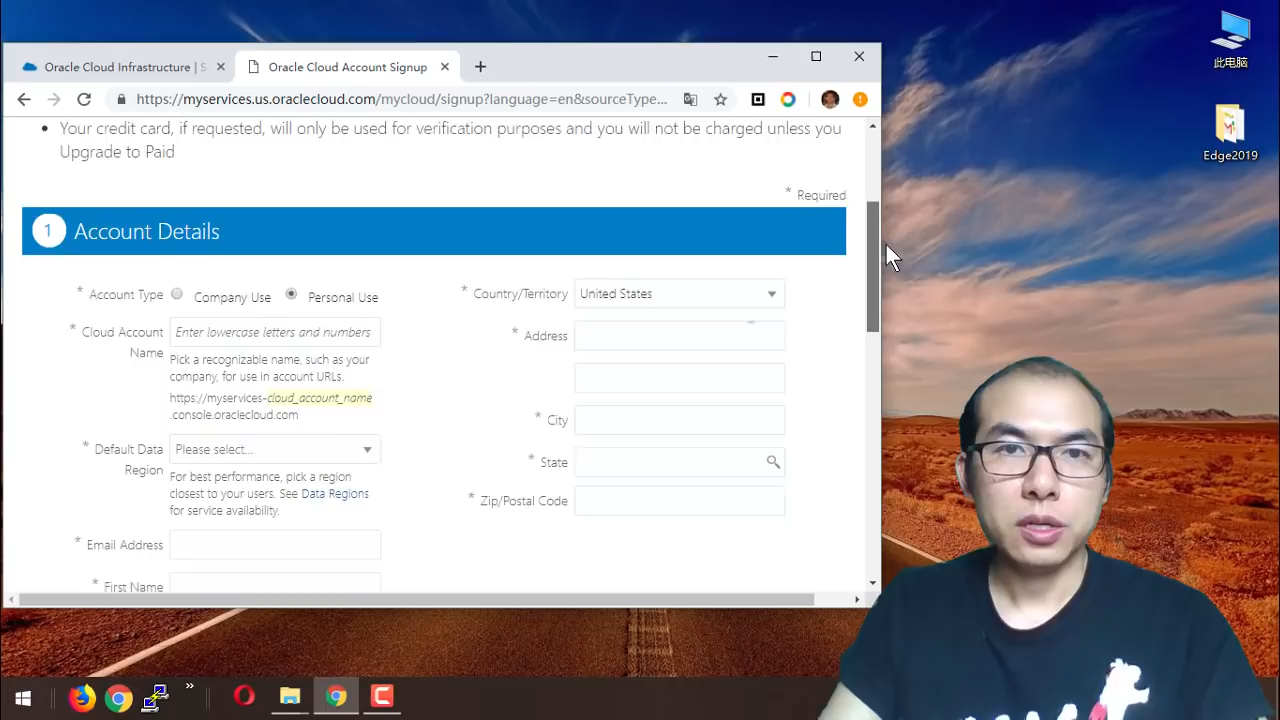 此电脑
Edge2019
Oracle Cloud Infrastructure | S
Oracle Cloud Account Signup
https://myservices.us.oraclecloud.com/mycloud/signup?language=en&sourceType...
Your credit card, if requested, will only be used for verification purposes and you will not be charged unless you
Upgrade to Paid
* Required
1 Account Details
* Account Type Company Use Personal Use
* Cloud Account
Name
Enter lowercase letters and numbers
Pick a recognizable name, such as your
company, for use in account URLs.
https://myservices-cloud_account_name
.console.oraclecloud.com
* Default Data
Region
Please select...
For best performance, pick a region
closest to your users. See Data Regions
for service availability.
* Email Address
* First Name
* Country/Territory United States
* Address
* City
* State
* Zip/Postal Code